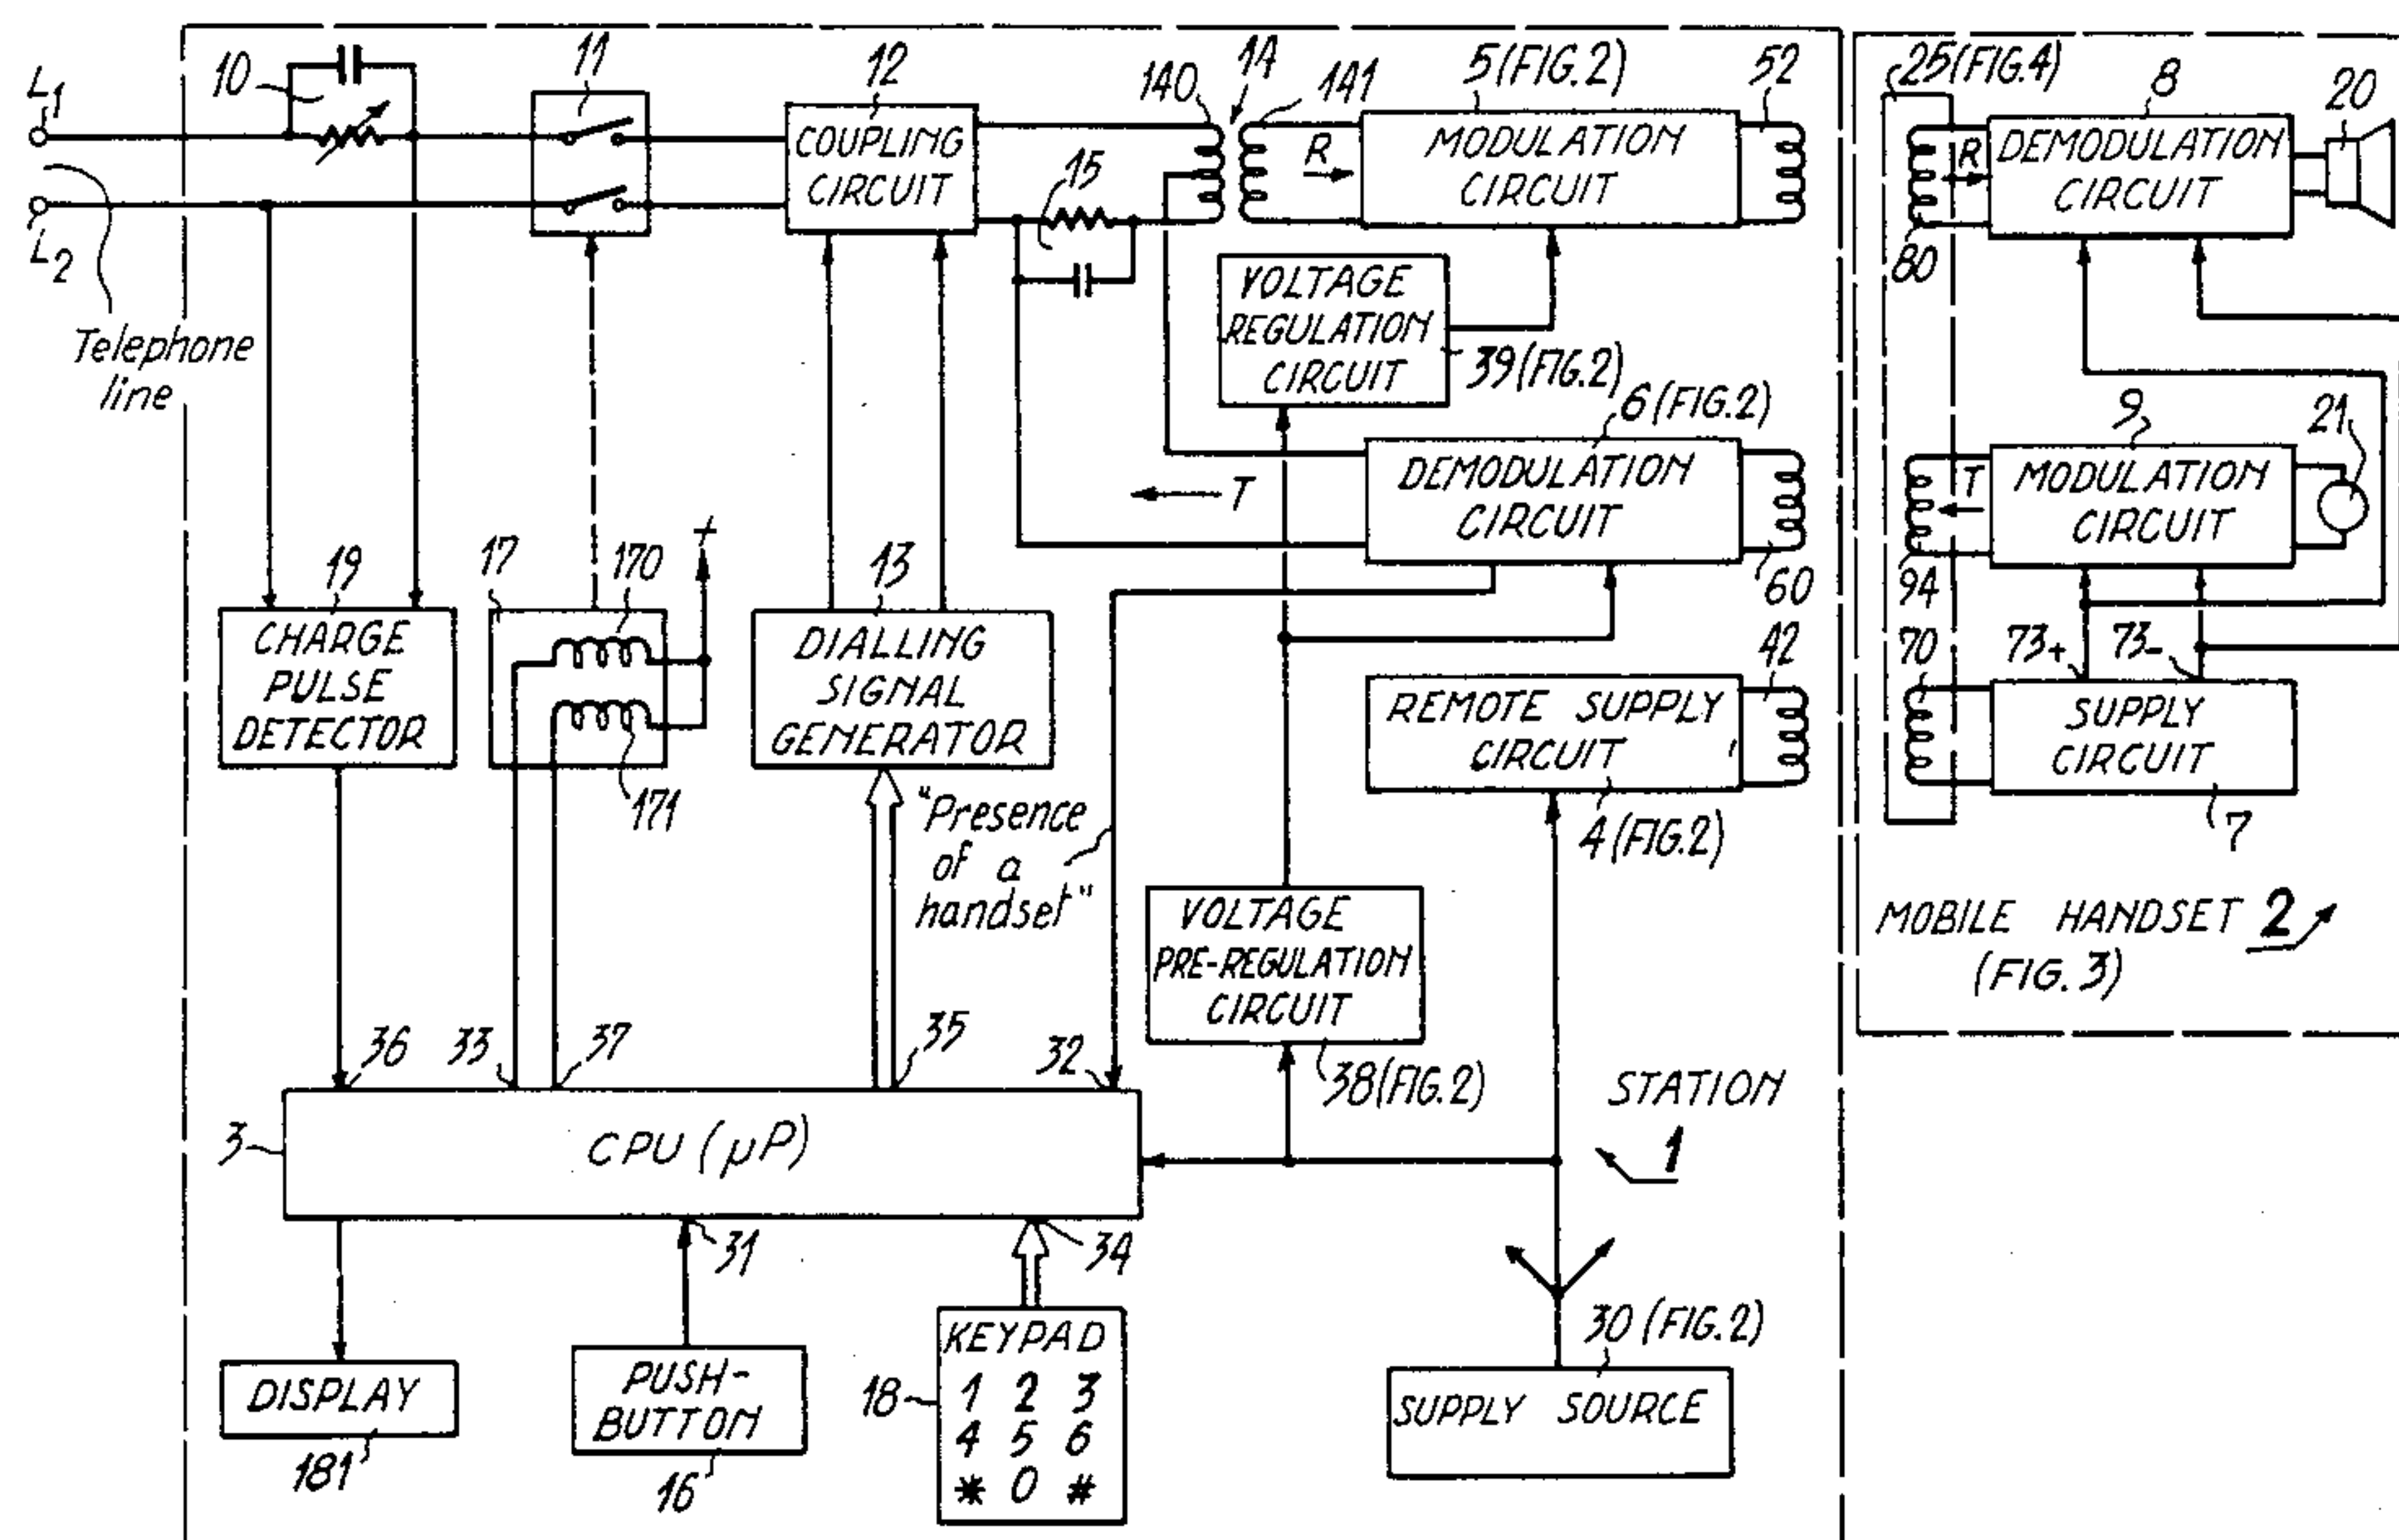 L1
L2
Telephone
line
10
11
12
COUPLING
CIRCUIT
140
14
141
15
R
5 (FIG.2)
MODULATION
CIRCUIT
52
VOLTAGE
REGULATION
CIRCUIT
39 (FIG.2)
6 (FIG.2)
DEMODULATION
CIRCUIT
T
60
42
REMOTE SUPPLY
CIRCUIT
4 (FIG.2)
19
CHARGE
PULSE
DETECTOR
17
170
171
+
13
DIALLING
SIGNAL
GENERATOR
"Presence
of a
handset"
VOLTAGE
PRE-REGULATION
CIRCUIT
38 (FIG.2)
36
33
37
35
32
3
CPU (µP)
31
34
STATION
1
DISPLAY
181
PUSH-
BUTTON
16
KEYPAD
18
1 2 3
4 5 6
* 0 #
30 (FIG.2)
SUPPLY SOURCE
25 (FIG.4)
8
DEMODULATION
CIRCUIT
20
R
80
9
MODULATION
CIRCUIT
21
T
94
70
73+
73-
SUPPLY
CIRCUIT
7
MOBILE HANDSET 2
(FIG. 3)